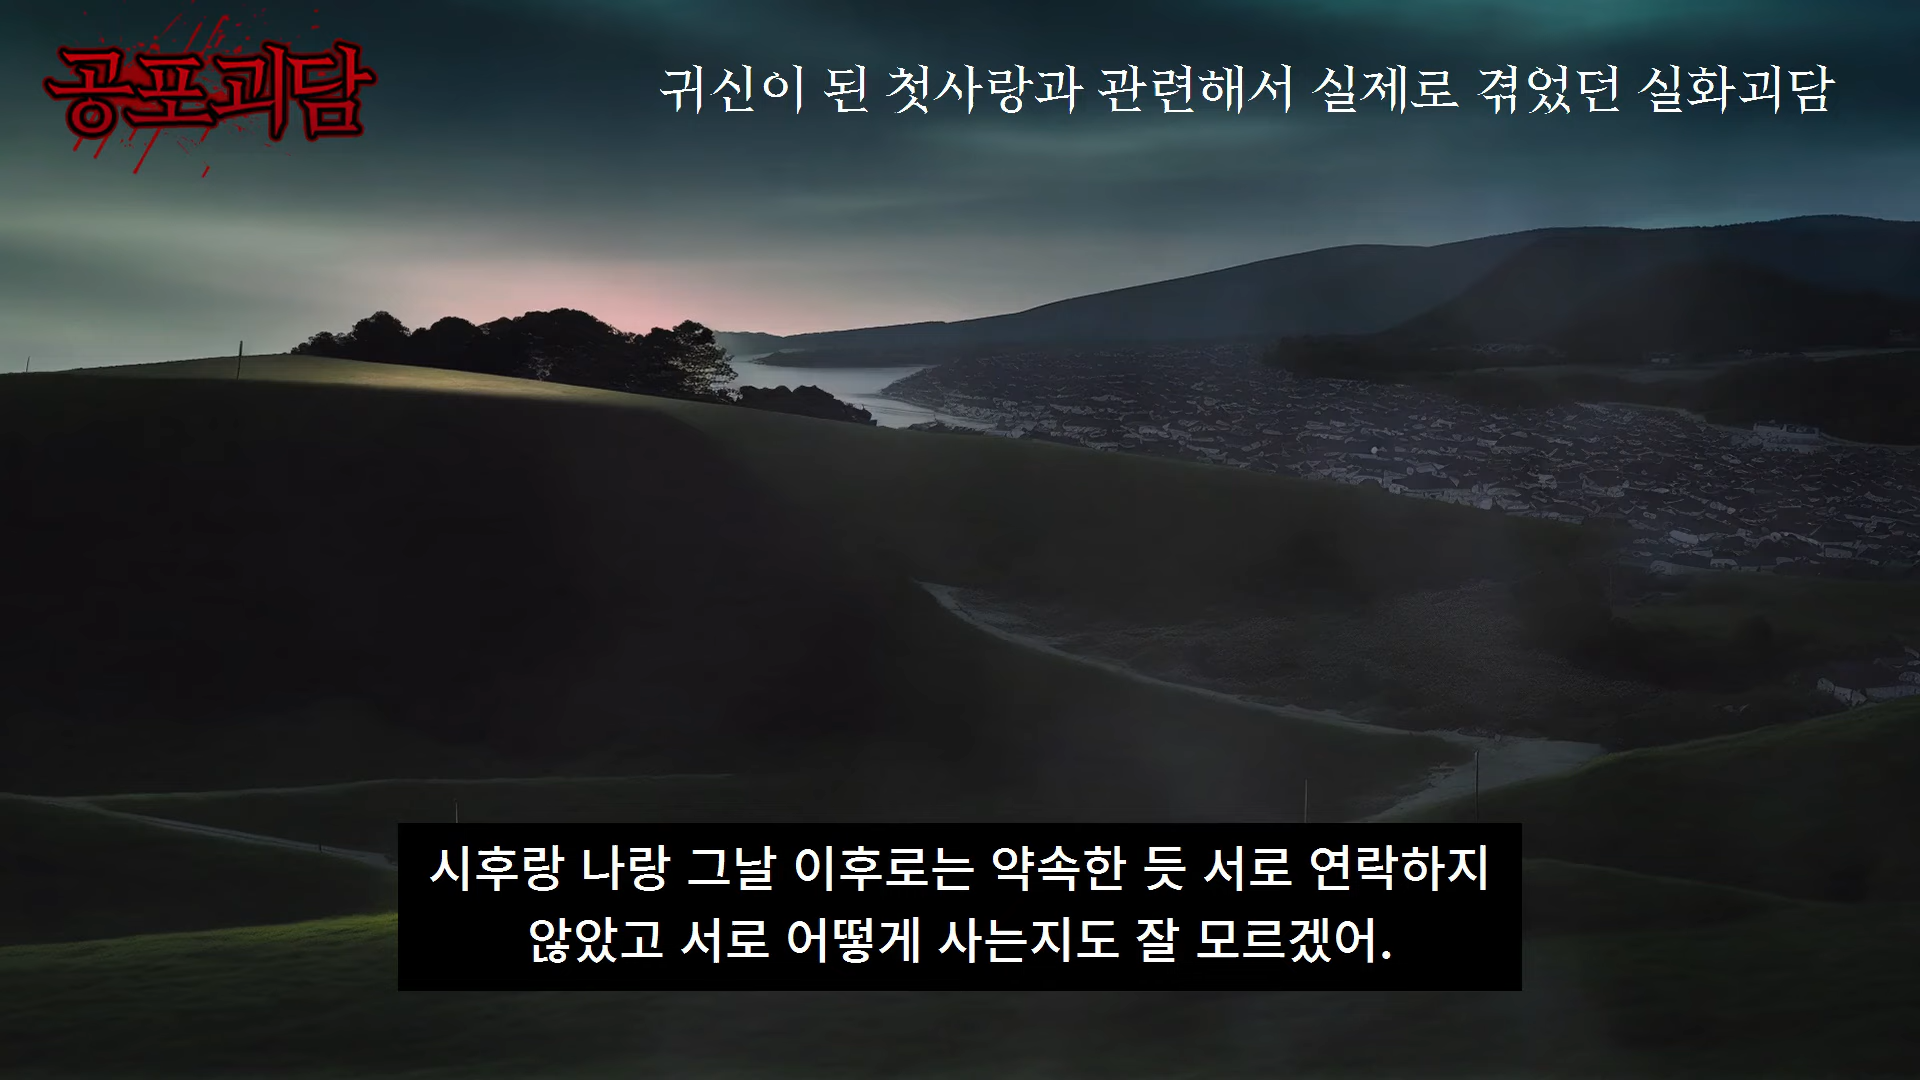 공포괴담
귀신이 된 첫사랑과 관련해서 실제로 겪었던 실화괴담
시후랑 나랑 그날 이후로는 약속한 듯 서로 연락하지
않았고 서로 어떻게 사는지도 잘 모르겠어.